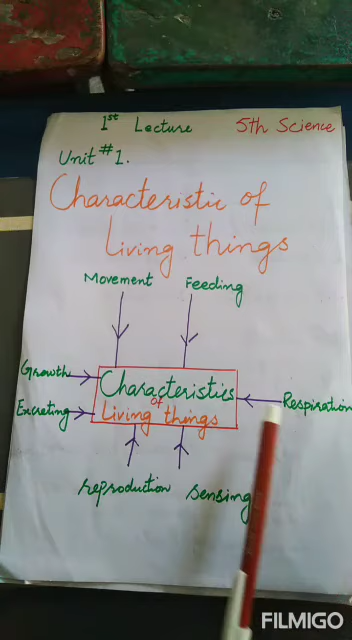 1st Lecture 5th Science
Unit #1.
Characteristic of
Living things
Movement Feeding
Growth
Characteristics
of
Excreting
Living things
Respiration
reproduction sensing
FILMIGO